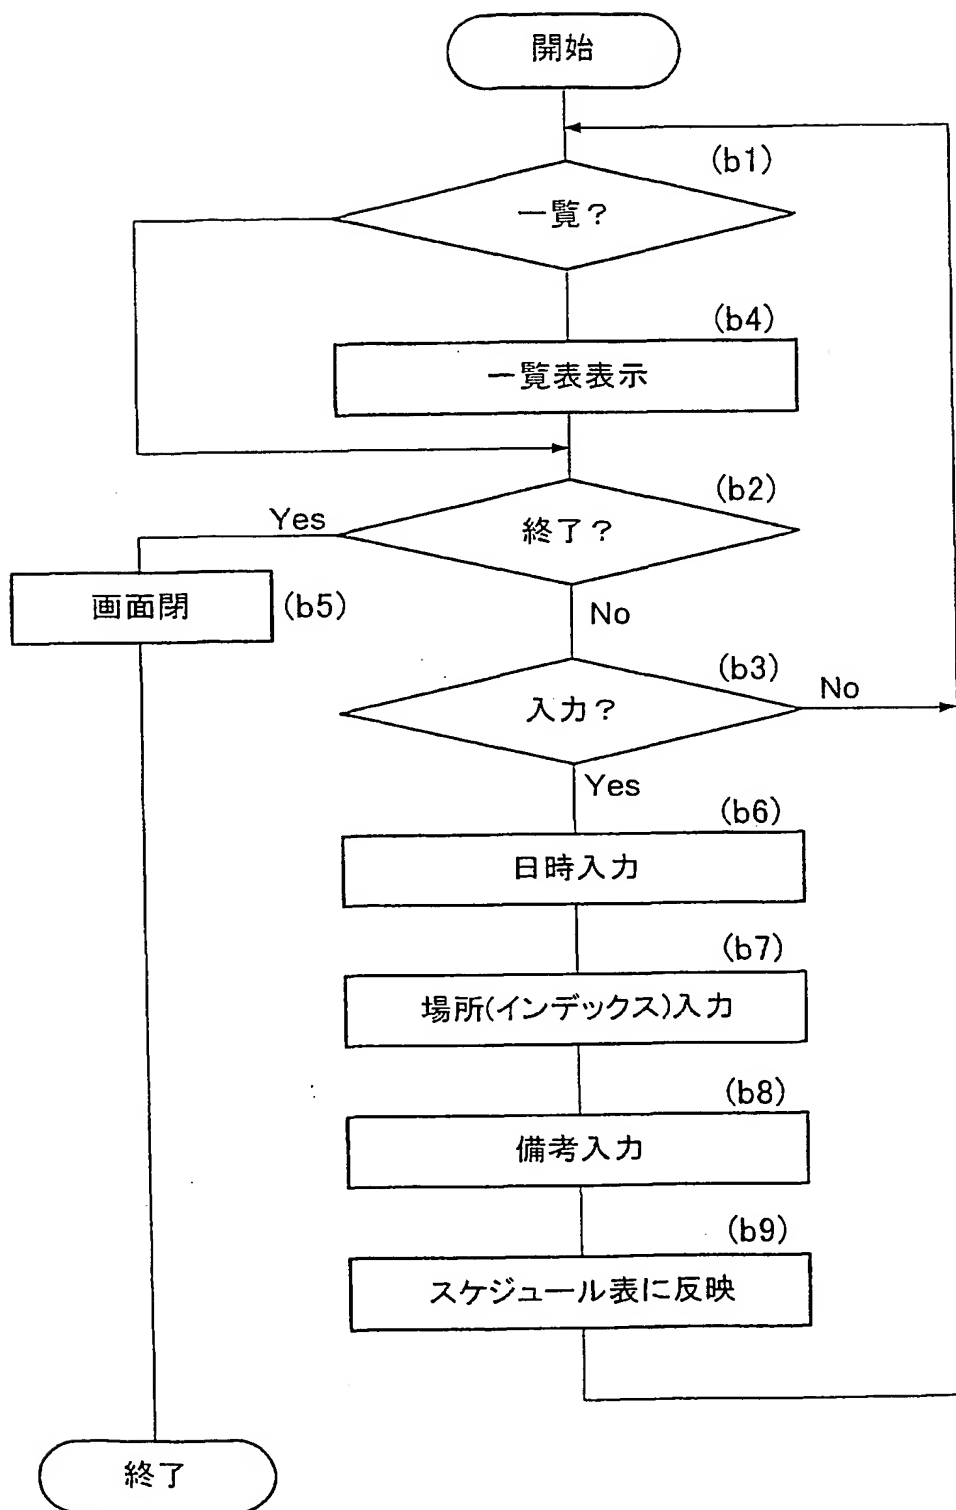 開始
(b1)
一覧?
(b4)
一覧表表示
(b2)
Yes
終了?
画面閉
(b5)
No
(b3)
入力?
No
Yes
(b6)
日時入力
(b7)
場所(インデックス)入力
(b8)
備考入力
(b9)
スケジュール表に反映
終了